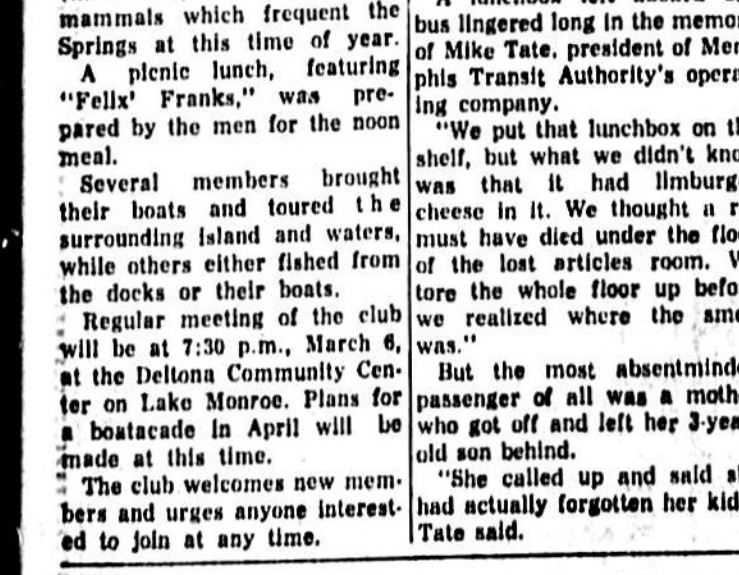 mammals which frequent the
Springs at this time of year.
A picnic lunch, featuring
"Felix' Franks," was pre-
pared by the men for the noon
meal.
Several members brought
their boats and toured the
surrounding island and waters,
while others either fished from
the docks or their boats.
Regular meeting of the club
will be at 7:30 p.m., March 6,
at the Deltona Community Cen-
ter on Lake Monroe. Plans for
a boatacade in April will be
made at this time.
The club welcomes new mem-
bers and urges anyone interest-
ed to join at any time.
bus lingered long in the memo
of Mike Tate, president of Mem
phis Transit Authority's opera
ing company.
"We put that lunchbox on th
shelf, but what we didn't kno
was that it had limburge
cheese in it. We thought a r
must have died under the floo
of the lost articles room. W
tore the whole floor up befo
we realized where the sme
was."
But the most absentminde
passenger of all was a moth
who got off and left her 3-yea
old son behind.
"She called up and said s
had actually forgotten her kid
Tate said.